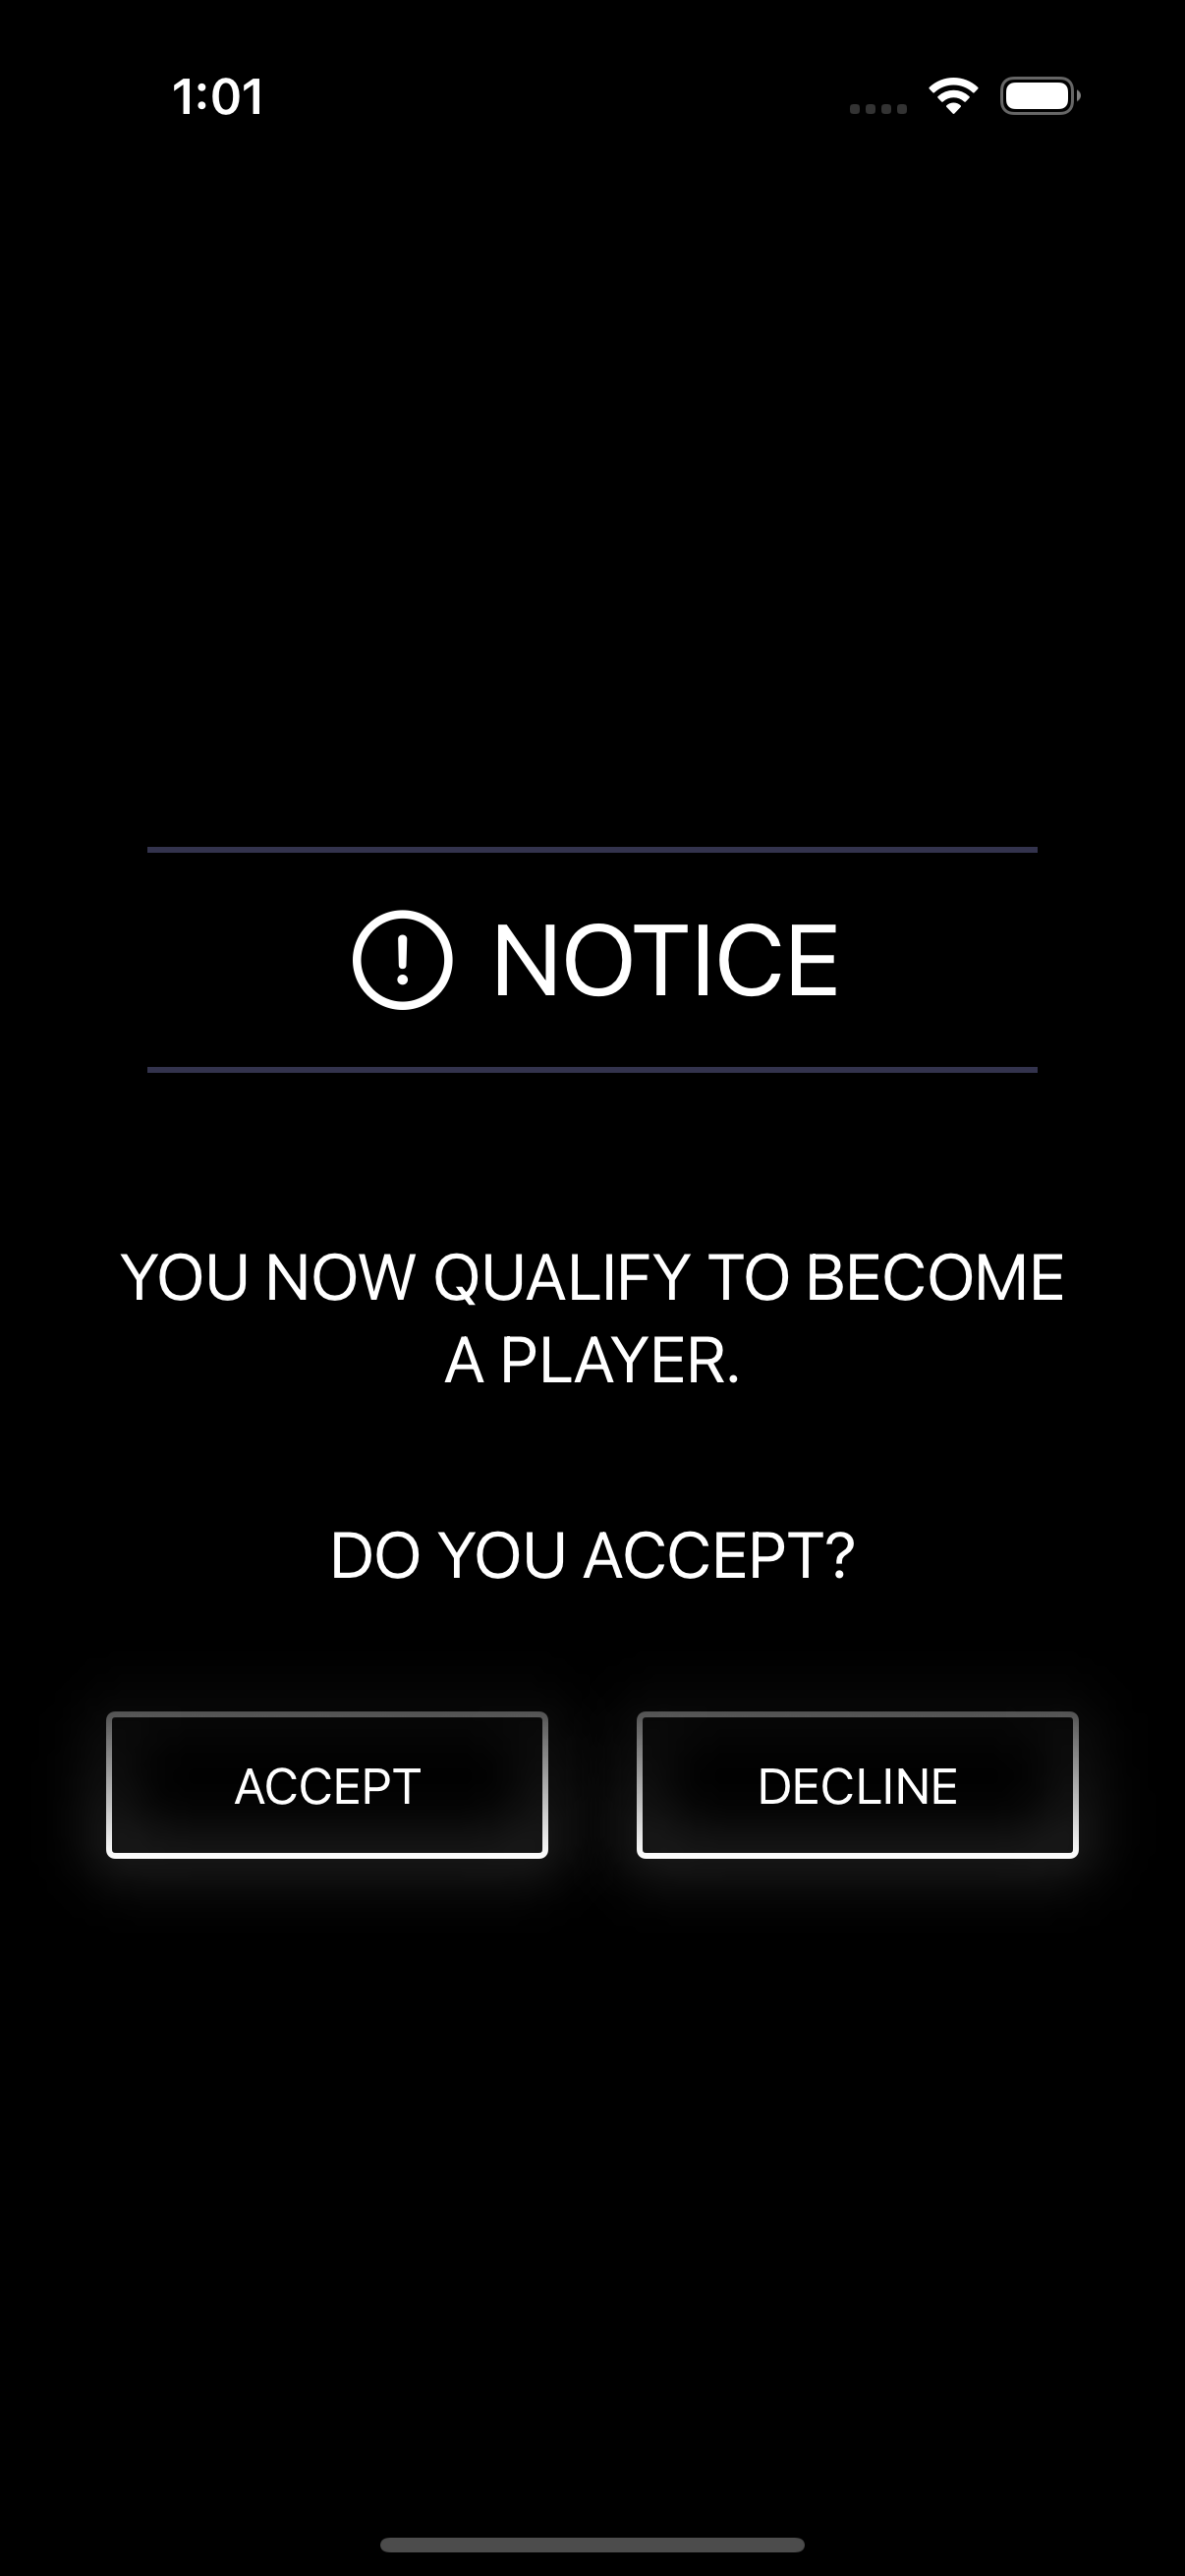 1:01
NOTICE
YOU NOW QUALIFY TO BECOME
A PLAYER.
DO YOU ACCEPT?
ACCEPT
DECLINE